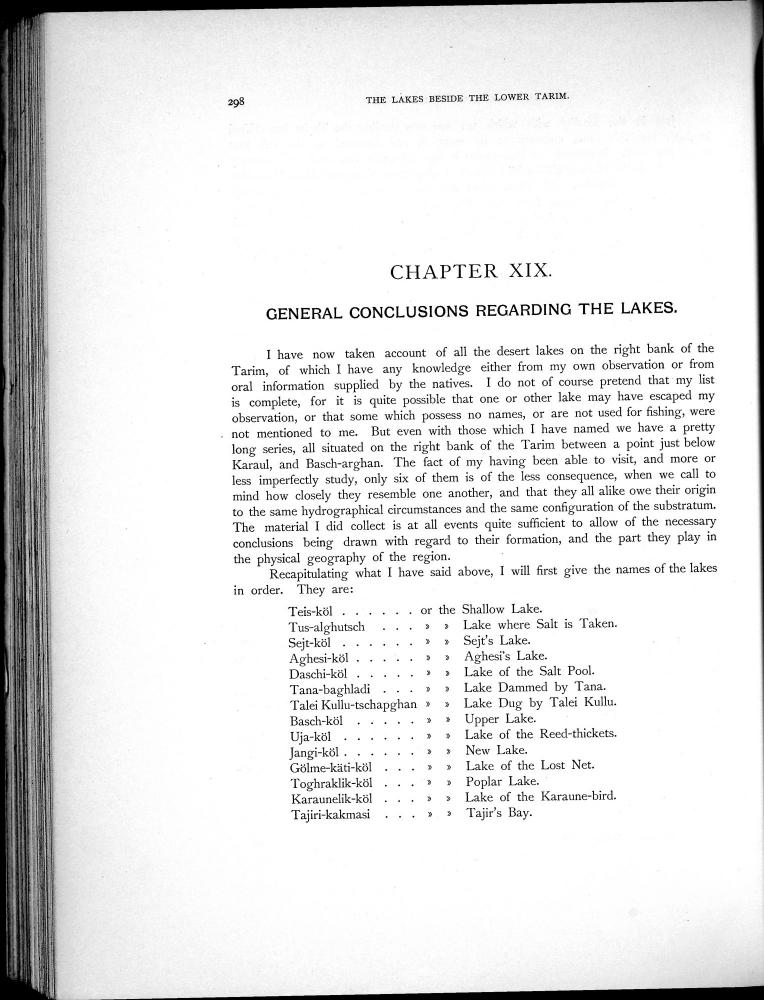 298
THE LAKES BESIDE THE LOWER TARIM.
CHAPTER XIX.
GENERAL CONCLUSIONS REGARDING THE LAKES.
I have now taken account of all the desert lakes on the right bank of the
Tarim, of which I have any knowledge either from my own observation or from
oral information supplied by the natives. I do not of course pretend that my list
is complete, for it is quite possible that one or other lake may have escaped my
observation, or that some which possess no names, or are not used for fishing, were
not mentioned to me. But even with those which I have named we have a pretty
long series, all situated on the right bank of the Tarim between a point just below
Karaul, and Basch-arghan. The fact of my having been able to visit, and more or
less imperfectly study, only six of them is of the less consequence, when we call to
mind how closely they resemble one another, and that they all alike owe their origin
to the same hydrographical circumstances and the same configuration of the substratum.
The material I did collect is at all events quite sufficient to allow of the necessary
conclusions being drawn with regard to their formation, and the part they play in
the physical geography of the region.
Recapitulating what I have said above, I will first give the names of the lakes
in order. They are:
Teis-köl . . . . . . or the Shallow Lake.
Tus-alghutsch . . . » » Lake where Salt is Taken.
Sejt-köl . . . . . . » » Sejt's Lake.
Aghesi-köl . . . . . » » Aghesi's Lake.
Daschi-köl . . . . . » » Lake of the Salt Pool.
Tana-baghladi . . . » » Lake Dammed by Tana.
Talei Kullu-tschapghan » » Lake Dug by Talei Kullu.
Basch-köl . . . . . » » Upper Lake.
Uja-köl . . . . . . » » Lake of the Reed-thickets.
Jangi-köl . . . . . . » » New Lake.
Gölme-käti-köl . . . » » Lake of the Lost Net.
Toghraklik-köl . . . » » Poplar Lake.
Karaunelik-köl . . . » » Lake of the Karaune-bird.
Tajiri-kakmasi . . . » » Tajir's Bay.